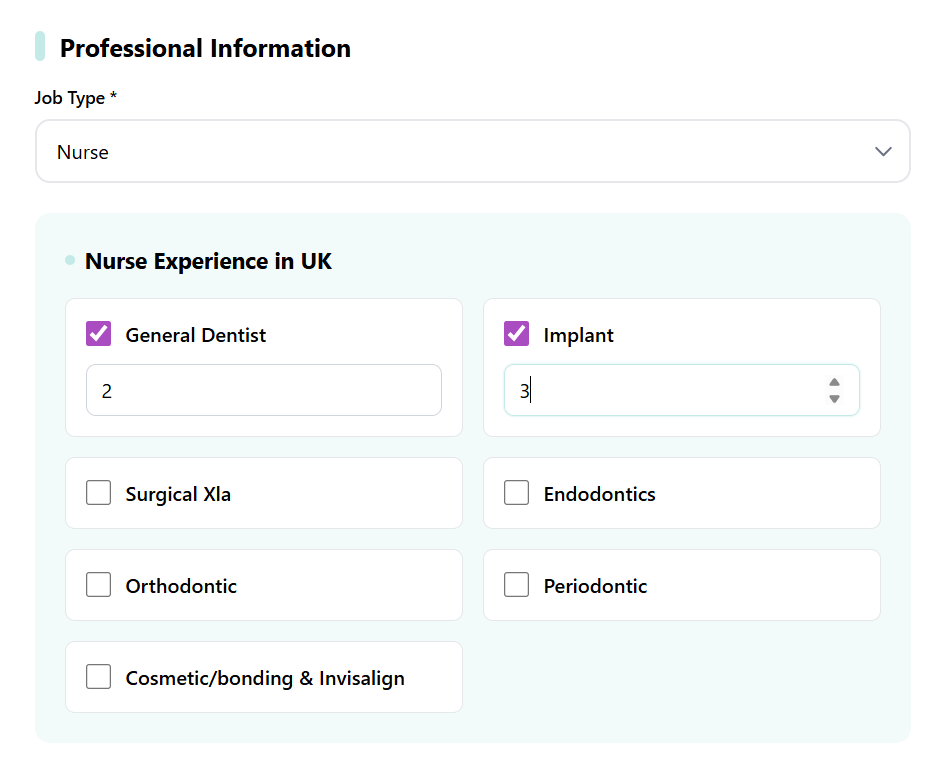 Professional Information
Job Type *
Nurse
Nurse Experience in UK
General Dentist
2
Implant
3
Surgical Xla
Endodontics
Orthodontic
Periodontic
Cosmetic/bonding & Invisalign